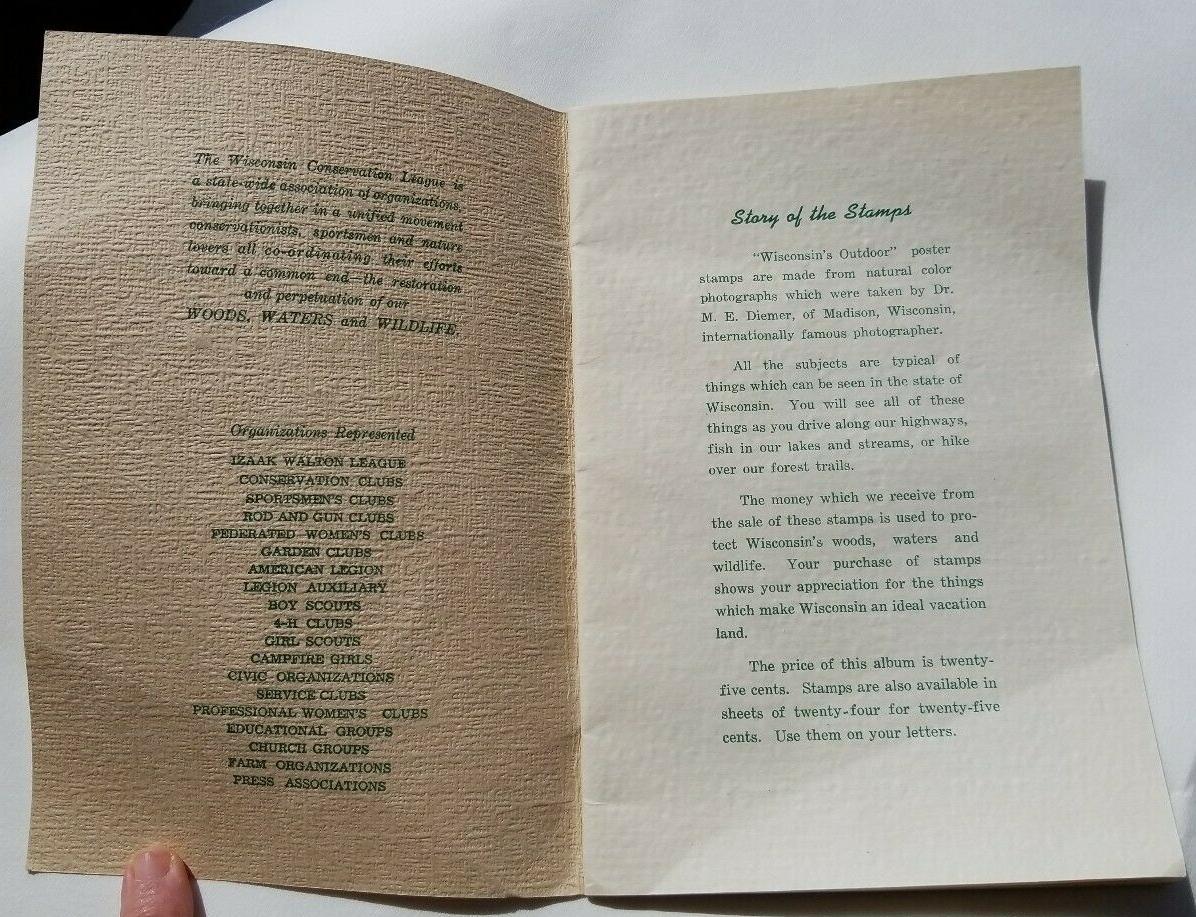 The Wisconsin Conservation League is
a state-wide association of organizations,
bringing together in a unified movement
conservationists, sportsmen and nature
lovers all co-ordinating their efforts
toward a common end—the restoration
and perpetuation of our
WOODS, WATERS and WILDLIFE.
Organizations Represented
IZAAK WALTON LEAGUE
CONSERVATION CLUBS
SPORTSMEN'S CLUBS
ROD AND GUN CLUBS
FEDERATED WOMEN'S CLUBS
GARDEN CLUBS
AMERICAN LEGION
LEGION AUXILIARY
BOY SCOUTS
4-H CLUBS
GIRL SCOUTS
CAMPFIRE GIRLS
CIVIC ORGANIZATIONS
SERVICE CLUBS
PROFESSIONAL WOMEN'S CLUBS
EDUCATIONAL GROUPS
CHURCH GROUPS
FARM ORGANIZATIONS
PRESS ASSOCIATIONS
Story of the Stamps
"Wisconsin's Outdoor" poster
stamps are made from natural color
photographs which were taken by Dr.
M. E. Diemer, of Madison, Wisconsin,
internationally famous photographer.
All the subjects are typical of
things which can be seen in the state of
Wisconsin. You will see all of these
things as you drive along our highways,
fish in our lakes and streams, or hike
over our forest trails.
The money which we receive from
the sale of these stamps is used to pro-
tect Wisconsin's woods, waters and
wildlife. Your purchase of stamps
shows your appreciation for the things
which make Wisconsin an ideal vacation
land.
The price of this album is twenty-
five cents. Stamps are also available in
sheets of twenty-four for twenty-five
cents. Use them on your letters.